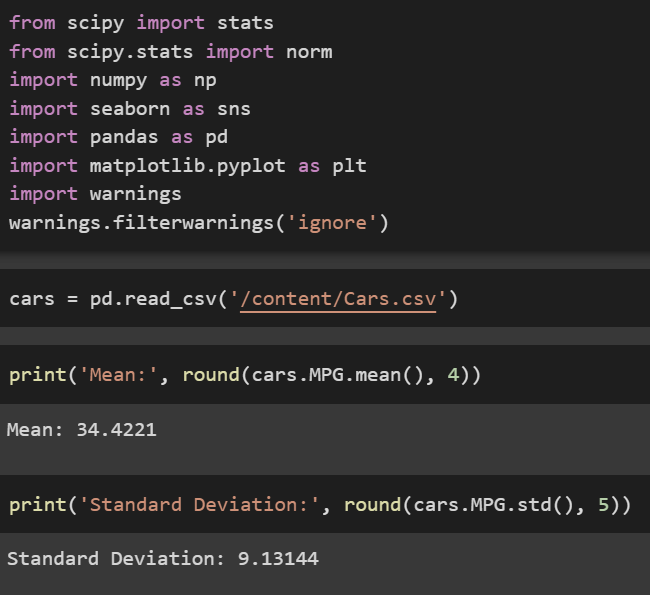 from scipy import stats
from scipy.stats import norm
import numpy as np
import seaborn as sns
import pandas as pd
import matplotlib.pyplot as plt
import warnings
warnings.filterwarnings('ignore')
cars = pd.read_csv('/content/Cars.csv')
print('Mean:', round(cars.MPG.mean(), 4))
Mean: 34.4221
print('Standard Deviation:', round(cars.MPG.std(), 5))
Standard Deviation: 9.13144